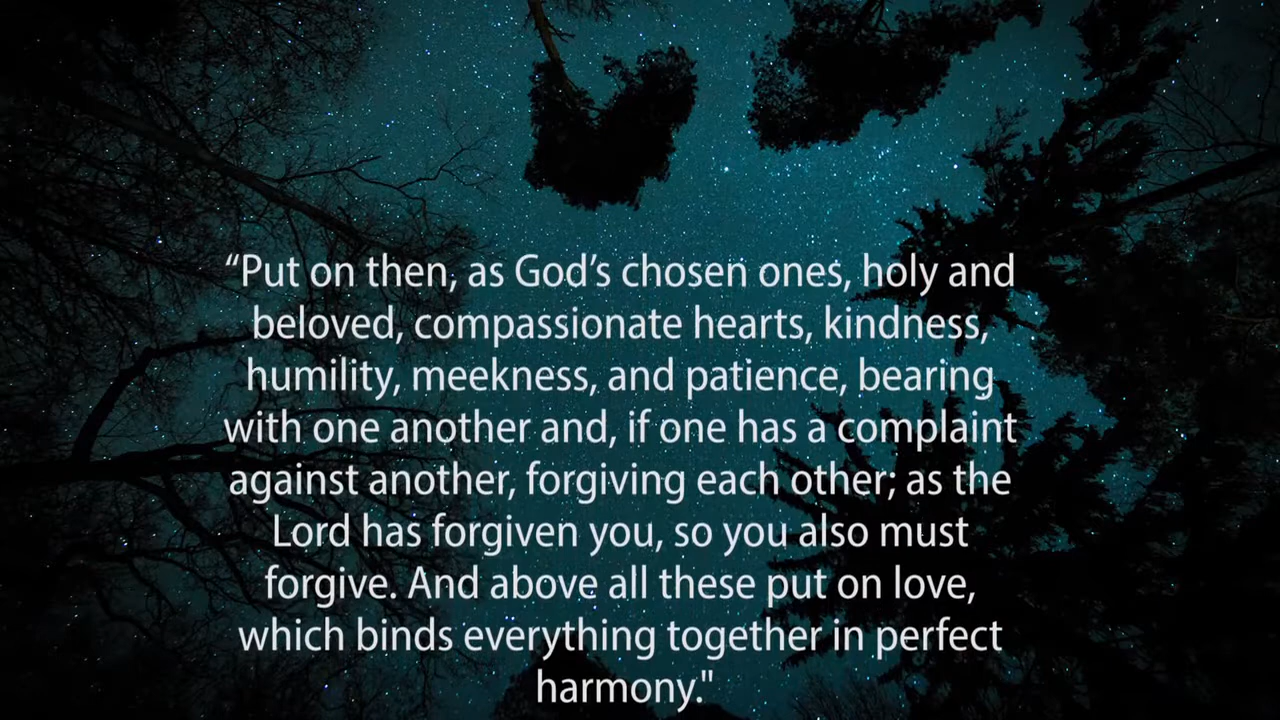 “Put on then, as God’s chosen ones, holy and
beloved, compassionate hearts, kindness,
humility, meekness, and patience, bearing
with one another and, if one has a complaint
against another, forgiving each other; as the
Lord has forgiven you, so you also must
forgive. And above all these put on love,
which binds everything together in perfect
harmony."